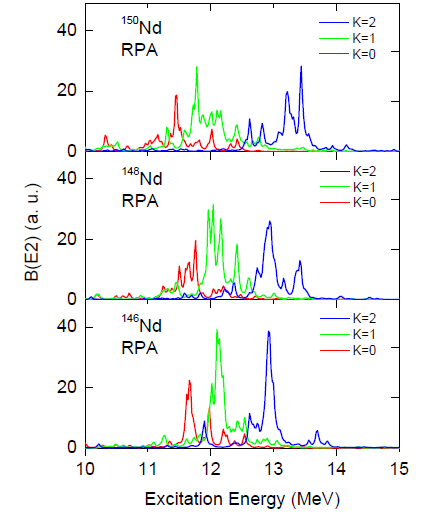 40
20
0
150Nd
RPA
K=2
K=1
K=0
40
20
0
148Nd
RPA
K=2
K=1
K=0
40
20
0
146Nd
RPA
K=2
K=1
K=0
B(E2) (a. u.)
10 11 12 13 14 15
Excitation Energy (MeV)